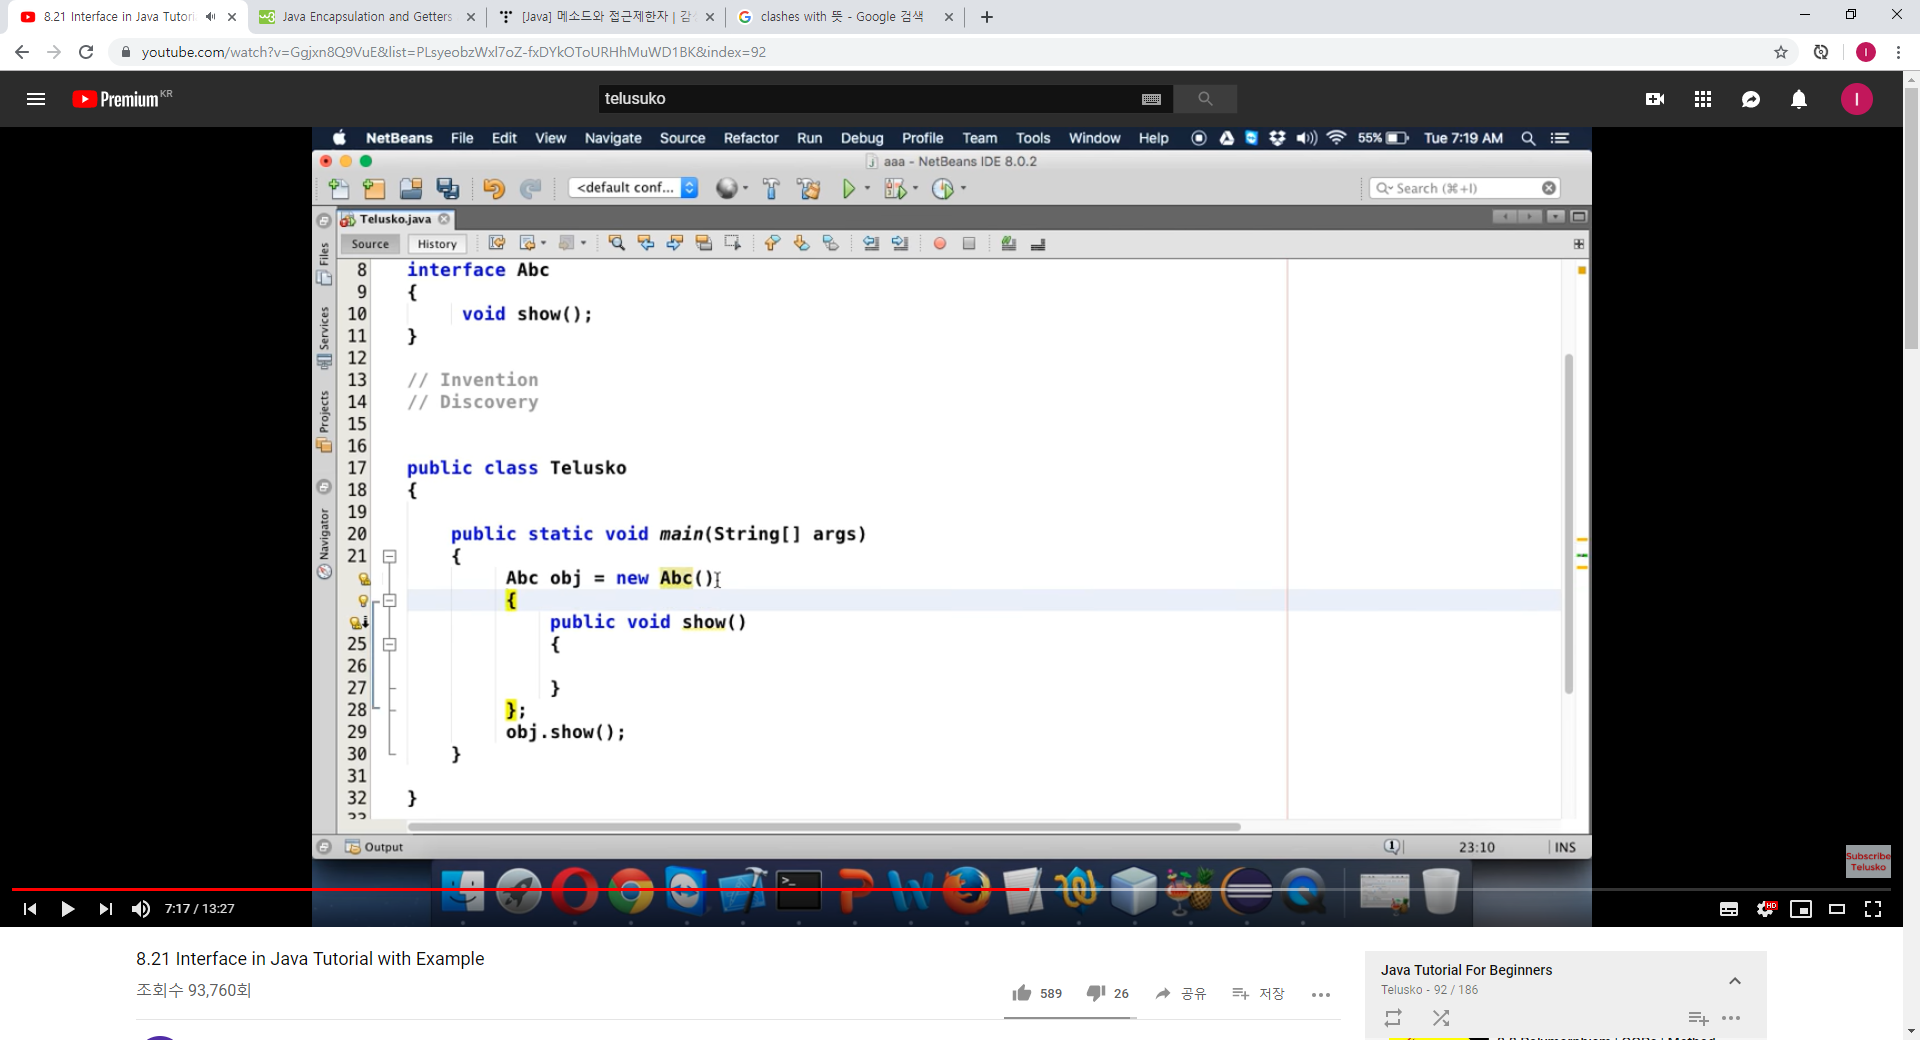 8.21 Interface in Java Tutori
Java Encapsulation and Getters
[Java] 메소드와 접근제한자 | 감
clashes with 뜻 - Google 검색
youtube.com/watch?v=Ggjxn8Q9VuE&list=PLsyeobzWxl7oZ-fxDYkOToURHhMuWD1BK&index=92
I
Premium KR
telusuko
I
NetBeans File Edit View Navigate Source Refactor Run Debug Profile Team Tools Window Help 55% Tue 7:19 AM
aaa - NetBeans IDE 8.0.2
<default conf...
Search (⌘+I)
Telusko.java
Source History
Files
Services
Projects
Navigator
8 interface Abc
9 {
10 void show();
11 }
12
13 // Invention
14 // Discovery
15
16
17 public class Telusko
18 {
19
20 public static void main(String[] args)
21 {
Abc obj = new Abc()
{
public void show()
25 {
26
27 }
28 };
29 obj.show();
30 }
31
32 }
33
Output
1
23:10 INS
Subscribe
Telusko
7:17 / 13:27
HD
8.21 Interface in Java Tutorial with Example
조회수 93,760회
589 26 공유 저장
Java Tutorial For Beginners
Telusko - 92 / 186